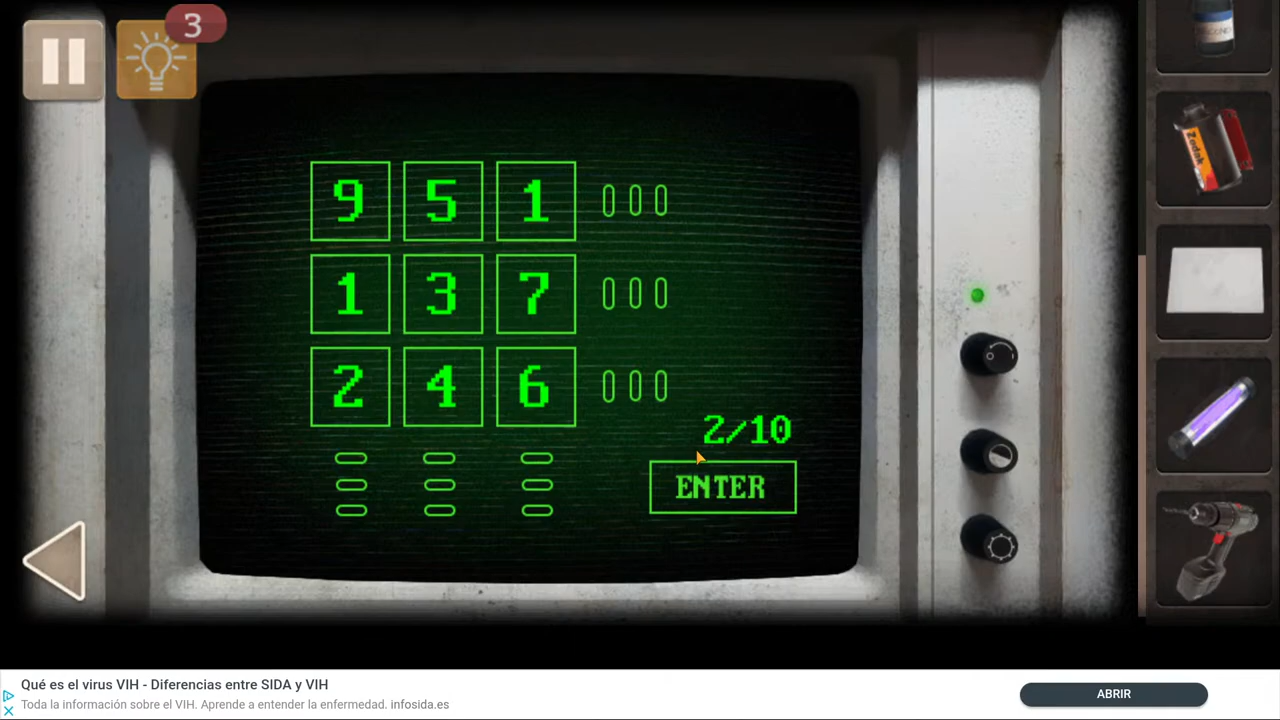 3
9 5 1
1 3 7
2 4 6
2/10
ENTER
Zedak
Qué es el virus VIH - Diferencias entre SIDA y VIH
Toda la información sobre el VIH. Aprende a entender la enfermedad. infosida.es
ABRIR